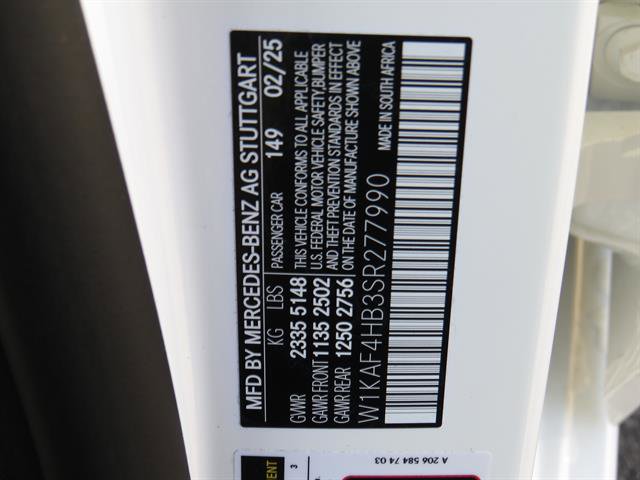 MFD BY MERCEDES-BENZ AG STUTTGART
KG LBS PASSENGER CAR 149 02/25
GVWR 2335 5148 THIS VEHICLE CONFORMS TO ALL APPLICABLE
GAWR FRONT 1135 2502 U.S. FEDERAL MOTOR VEHICLE SAFETY, BUMPER
GAWR REAR 1250 2756 AND THEFT PREVENTION STANDARDS IN EFFECT
ON THE DATE OF MANUFACTURE SHOWN ABOVE
W1KAF4HB3SR277990 MADE IN SOUTH AFRICA
A 206 584 74 03
3